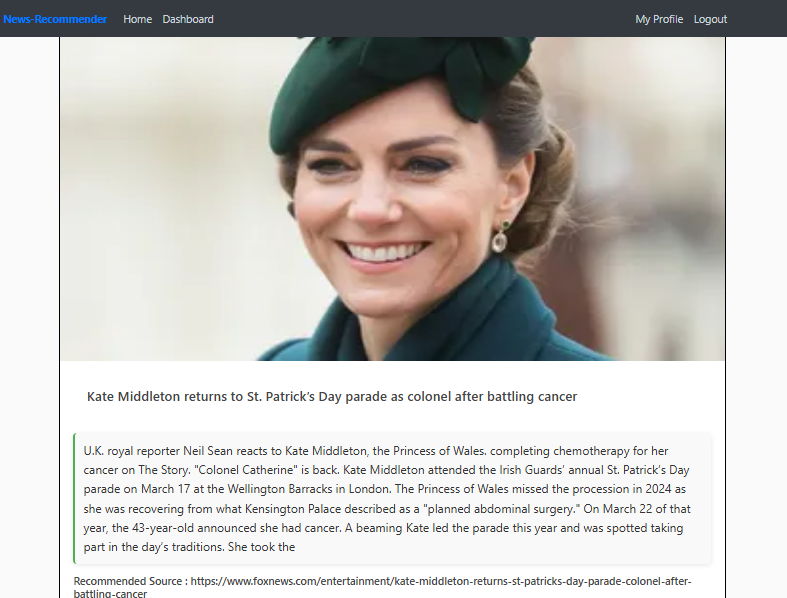 News-Recommender Home Dashboard My Profile Logout
Kate Middleton returns to St. Patrick’s Day parade as colonel after battling cancer
U.K. royal reporter Neil Sean reacts to Kate Middleton, the Princess of Wales. completing chemotherapy for her
cancer on The Story. "Colonel Catherine" is back. Kate Middleton attended the Irish Guards’ annual St. Patrick’s Day
parade on March 17 at the Wellington Barracks in London. The Princess of Wales missed the procession in 2024 as
she was recovering from what Kensington Palace described as a "planned abdominal surgery." On March 22 of that
year, the 43-year-old announced she had cancer. A beaming Kate led the parade this year and was spotted taking
part in the day’s traditions. She took the
Recommended Source : https://www.foxnews.com/entertainment/kate-middleton-returns-st-patricks-day-parade-colonel-after-
battling-cancer